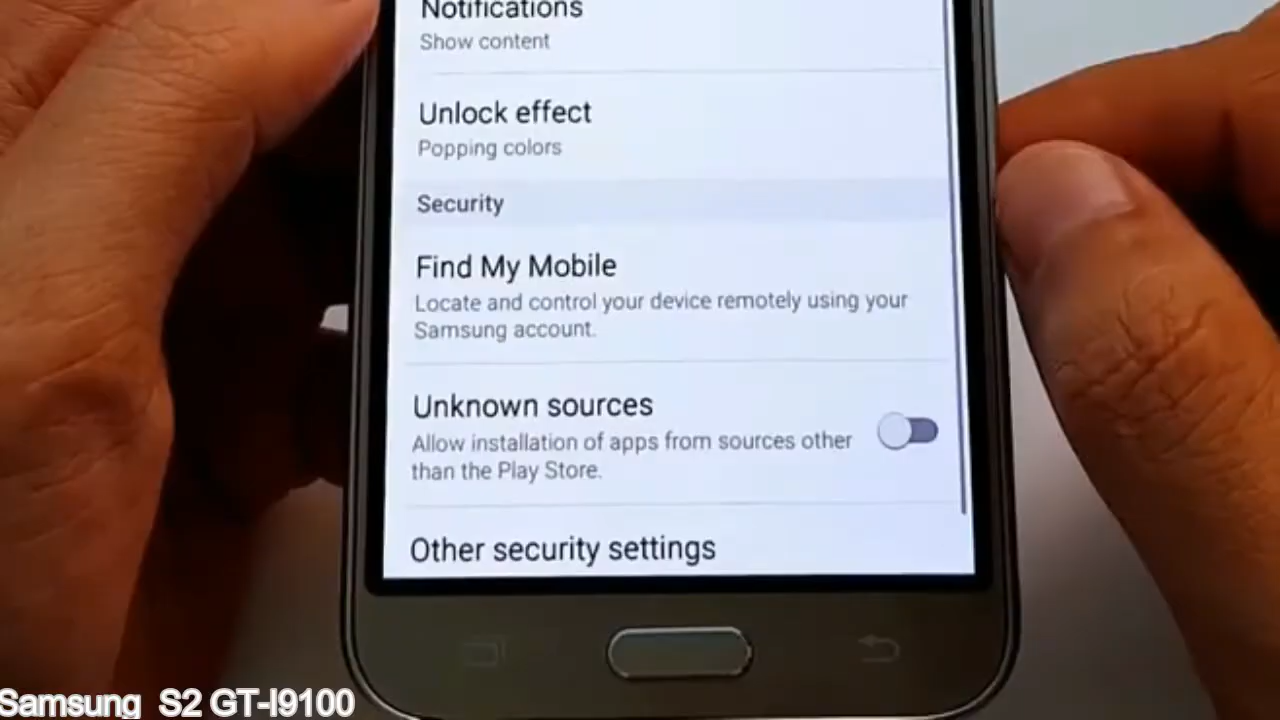 Notifications
Show content
Unlock effect
Popping colors
Security
Find My Mobile
Locate and control your device remotely using your
Samsung account.
Unknown sources
Allow installation of apps from sources other
than the Play Store.
Other security settings
Samsung S2 GT-I9100